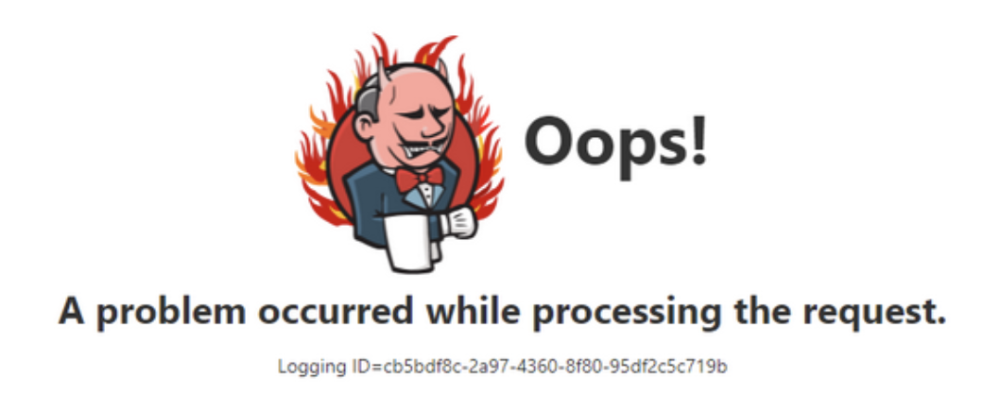 Oops!
A problem occurred while processing the request.
Logging ID=cb5bdf8c-2a97-4360-8f80-95df2c5c719b